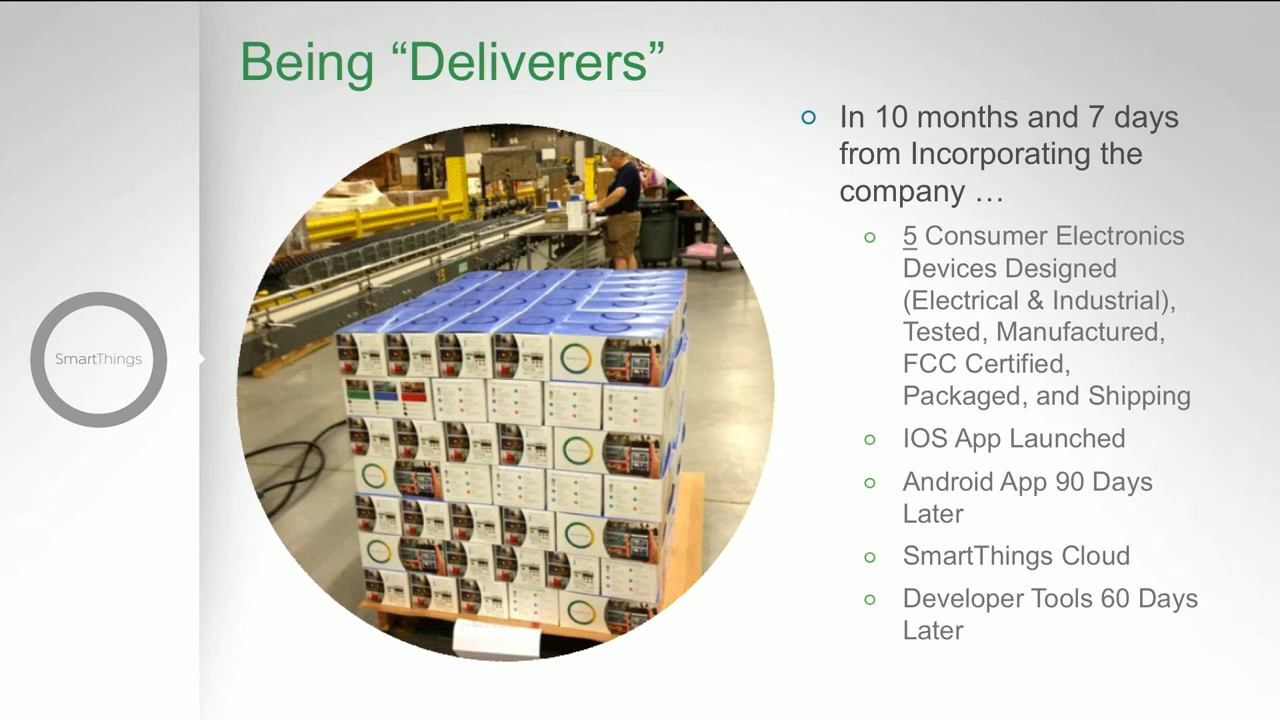 Being “Deliverers”
SmartThings
In 10 months and 7 days
from Incorporating the
company …
5 Consumer Electronics
Devices Designed
(Electrical & Industrial),
Tested, Manufactured,
FCC Certified,
Packaged, and Shipping
IOS App Launched
Android App 90 Days
Later
SmartThings Cloud
Developer Tools 60 Days
Later